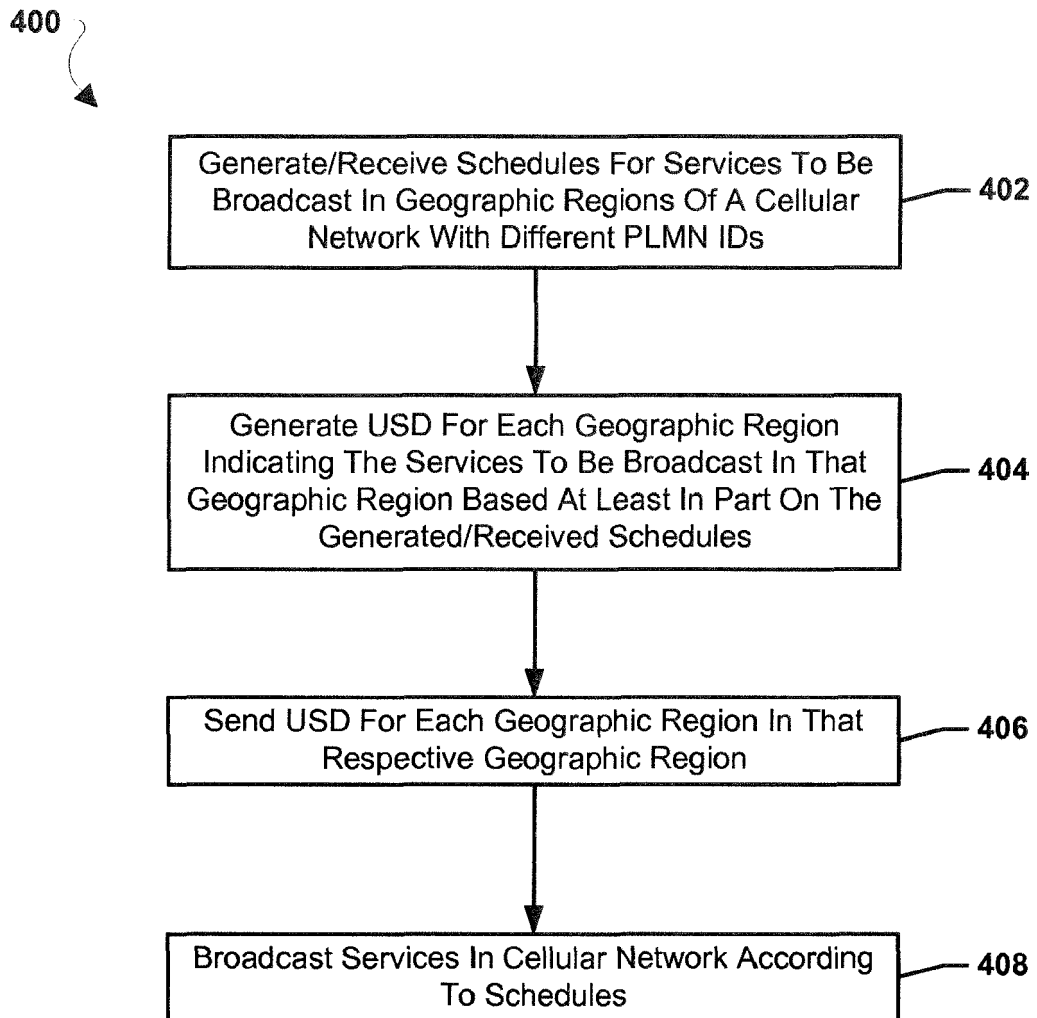 400
Generate/Receive Schedules For Services To Be
Broadcast In Geographic Regions Of A Cellular
Network With Different PLMN IDs
402
Generate USD For Each Geographic Region
Indicating The Services To Be Broadcast In That
Geographic Region Based At Least In Part On The
Generated/Received Schedules
404
Send USD For Each Geographic Region In That
Respective Geographic Region
406
Broadcast Services In Cellular Network According
To Schedules
408